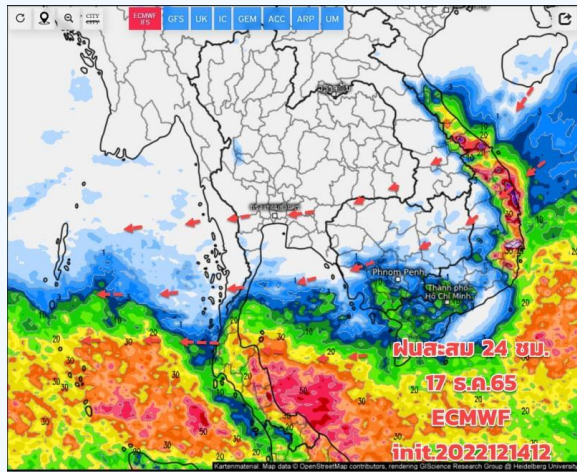 CITY
CITY
ECMWF
IFS
GFS
UK
IC
GEM
ACC
ARP
UM
Phnom Penh
Thành phố
Hồ Chí Minh
ฝนสะสม 24 ชม.
17 ธ.ค.65
ECMWF
init.2022121412
Kartenmaterial: Map data © OpenStreetMap contributors, rendering GIScience Research Group @ Heidelberg Univers